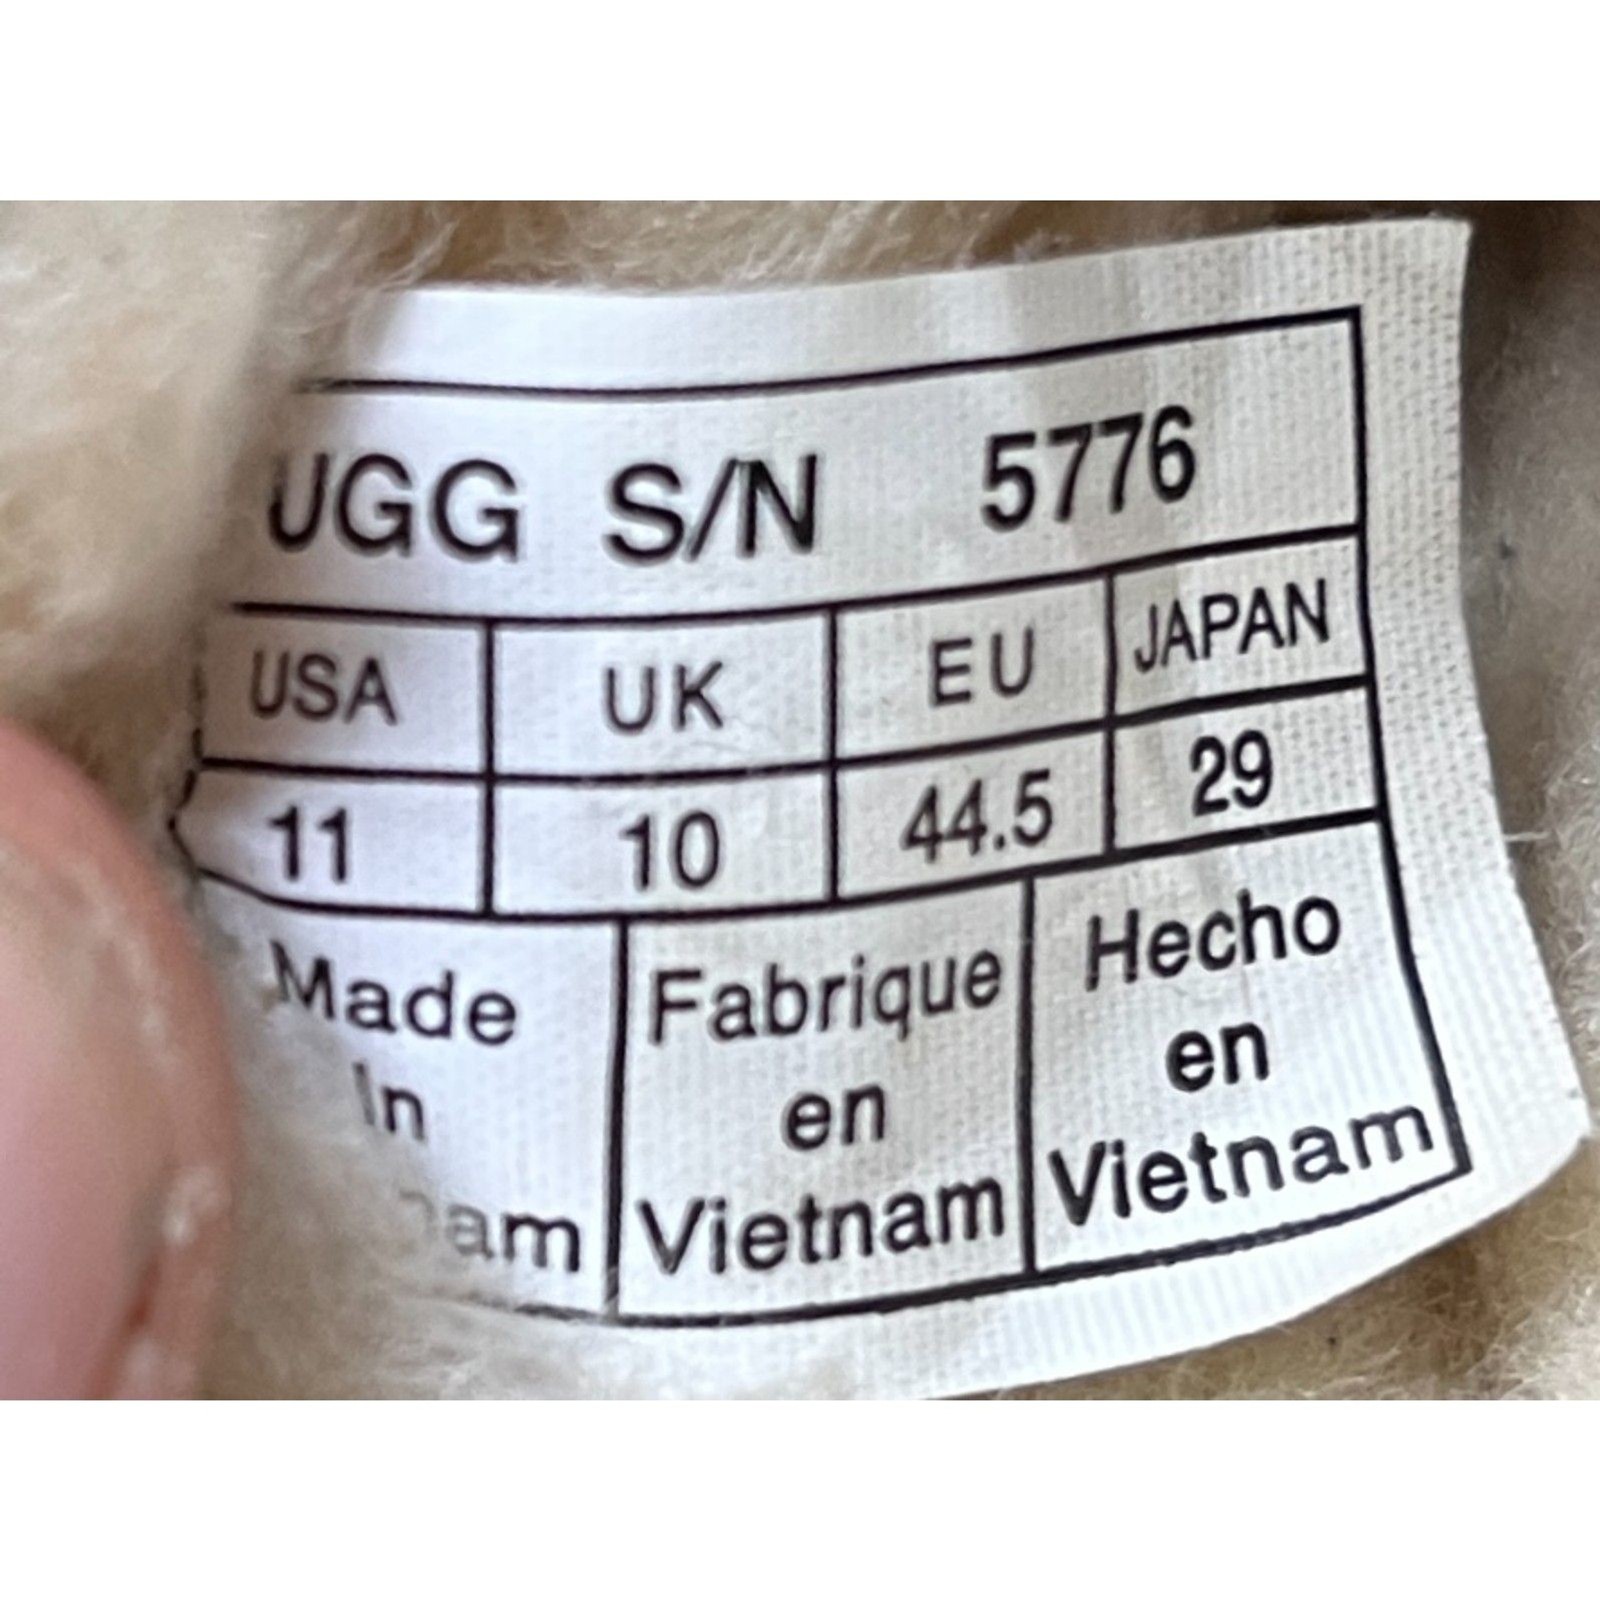 UGG S/N 5776
USA UK EU JAPAN
11 10 44.5 29
Made
In
Fabrique
en
Vietnam
Hecho
en
Vietnam